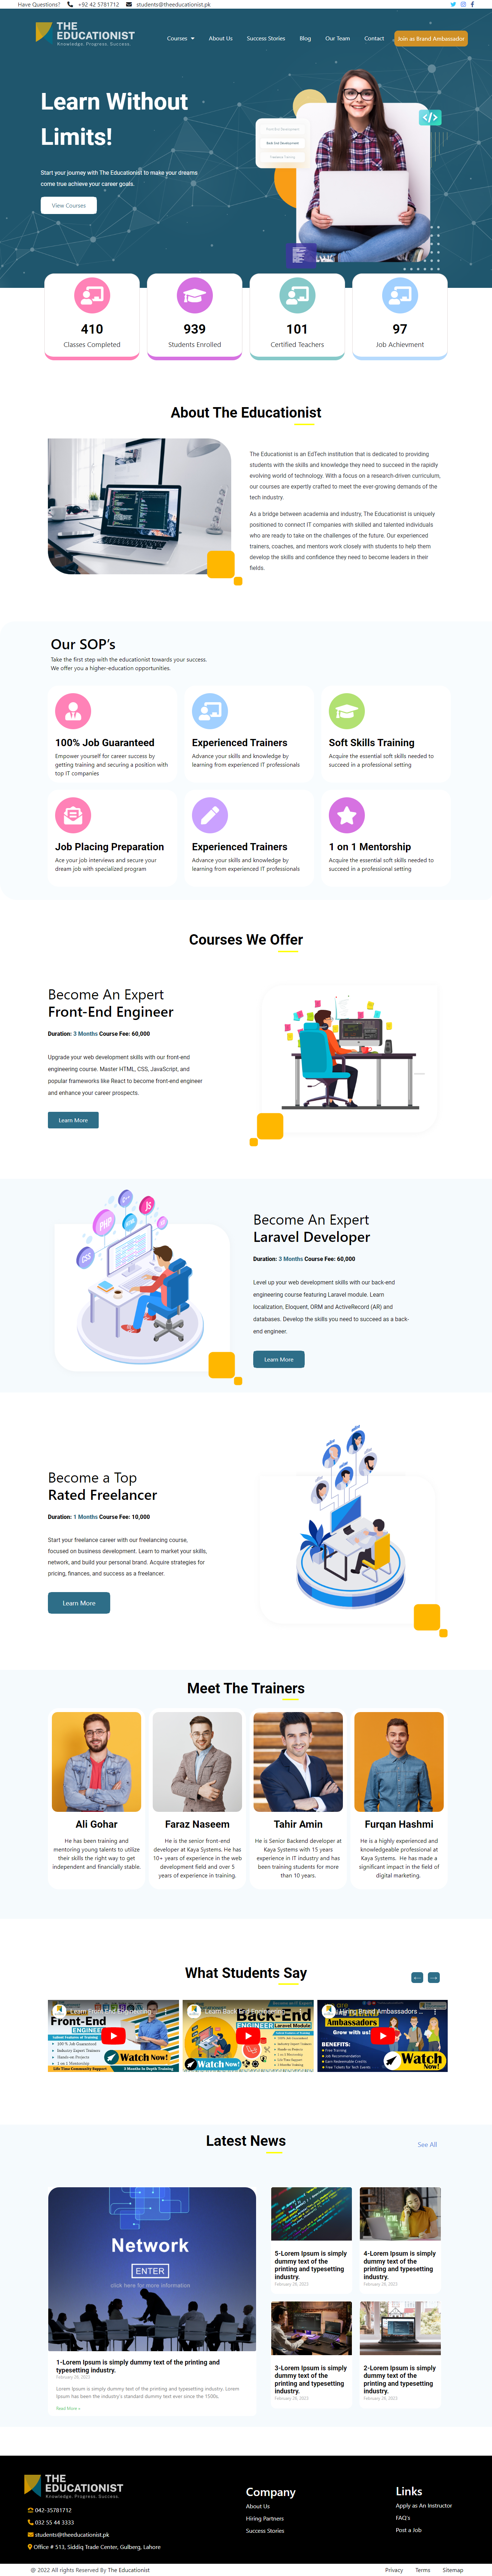 Have Questions? +92 42 5781712 students@theeducationist.pk
THE
EDUCATIONIST
Knowledge. Progress. Success.
Courses About Us Success Stories Blog Our Team Contact Join as Brand Ambassador
Learn Without
Limits!
Start your journey with The Educationist to make your dreams
come true achieve your career goals.
View Courses
</>
410
Classes Completed
939
Students Enrolled
101
Certified Teachers
97
Job Achievment
About The Educationist
The Educationist is an EdTech institution that is dedicated to providing
students with the skills and knowledge they need to succeed in the rapidly
evolving world of technology. With a focus on a research-driven curriculum,
our courses are expertly crafted to meet the ever-growing demands of the
tech industry.
As a bridge between academia and industry, The Educationist is uniquely
positioned to connect IT companies with skilled and talented individuals
who are ready to take on the challenges of the future. Our experienced
trainers, coaches, and mentors work closely with students to help them
develop the skills and confidence they need to become leaders in their
fields.
Our SOP's
Take the first step with the educationist towards your success.
We offer you a higher-education opportunities.
100% Job Guaranteed
Empower yourself for career success by
getting training and securing a position with
top IT companies
Experienced Trainers
Advance your skills and knowledge by
learning from experienced IT professionals
Soft Skills Training
Acquire the essential soft skills needed to
succeed in a professional setting
Job Placing Preparation
Ace your job interviews and secure your
dream job with specialized program
Experienced Trainers
Advance your skills and knowledge by
learning from experienced IT professionals
1 on 1 Mentorship
Acquire the essential soft skills needed to
succeed in a professional setting
Courses We Offer
Become An Expert
Front-End Engineer
Duration: 3 Months Course Fee: 60,000
Upgrade your web development skills with our front-end
engineering course. Master HTML, CSS, JavaScript, and
popular frameworks like React to become front-end engineer
and enhance your career prospects.
Learn More
PHP
JS
CSS
Become An Expert
Laravel Developer
Duration: 3 Months Course Fee: 60,000
Level up your web development skills with our back-end
engineering course featuring Laravel module. Learn
localization, Eloquent, ORM and ActiveRecord (AR) and
databases. Develop the skills you need to succeed as a back-
end engineer.
Learn More
Become a Top
Rated Freelancer
Duration: 1 Months Course Fee: 10,000
Start your freelance career with our freelancing course,
focused on business development. Learn to market your skills,
network, and build your personal brand. Acquire strategies for
pricing, finances, and success as a freelancer.
Learn More
Meet The Trainers
Ali Gohar
He has been training and
mentoring young talents to utilize
their skills the right way to get
independent and financially stable.
Faraz Naseem
He is the senior front-end
developer at Kaya Systems. He has
10+ years of experience in the web
development field and over 5
years of experience in training.
Tahir Amin
He is Senior Backend developer at
Kaya Systems with 15 years
experience in IT industry and has
been training students for more
than 10 years.
Furqan Hashmi
He is a highly experienced and
knowledgeable professional at
Kaya Systems. He has made a
significant impact in the field of
digital marketing.
What Students Say
← →
Front-End
ENGINEER
Watch Now!
Back-End
ENGINEER Laravel Module
Watch Now!
Ambassadors
Grow with us!
BENEFITS:
Watch
Now!
Latest News
See All
Network
ENTER
click here for more information
1-Lorem Ipsum is simply dummy text of the printing and
typesetting industry.
February 28, 2023
Lorem Ipsum is simply dummy text of the printing and typesetting industry. Lorem
Ipsum has been the industry's standard dummy text ever since the 1500s.
Read More »
5-Lorem Ipsum is simply
dummy text of the
printing and typesetting
industry.
February 28, 2023
4-Lorem Ipsum is simply
dummy text of the
printing and typesetting
industry.
February 28, 2023
3-Lorem Ipsum is simply
dummy text of the
printing and typesetting
industry.
February 28, 2023
2-Lorem Ipsum is simply
dummy text of the
printing and typesetting
industry.
February 28, 2023
THE
EDUCATIONIST
Knowledge. Progress. Success.
042-35781712
032 55 44 3333
students@theeducationist.pk
Office # 513, Siddiq Trade Center, Gulberg, Lahore
Company
About Us
Hiring Partners
Success Stories
Links
Apply as An Instructor
FAQ's
Post a Job
@ 2022 All rights Reserved By The Educationist
Privacy Terms Sitemap